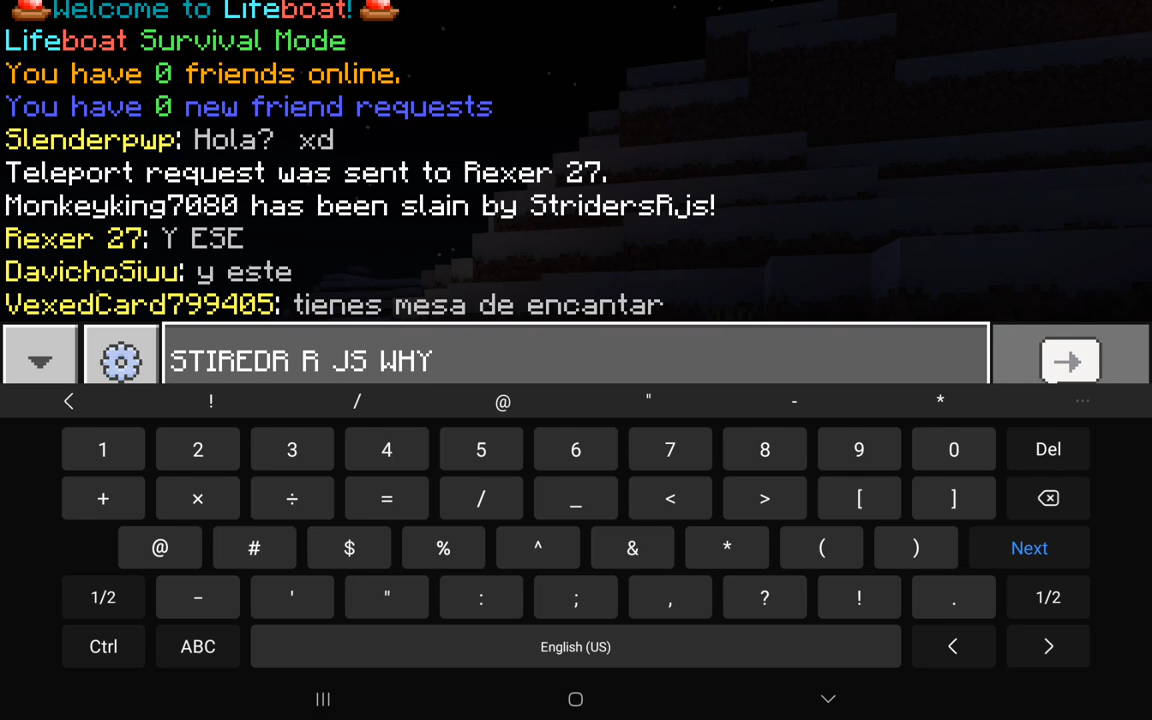 Welcome to Lifeboat!
Lifeboat Survival Mode
You have 0 friends online.
You have 0 new friend requests
Slenderpwp: Hola? xd
Teleport request was sent to Rexer 27.
Monkeyking7080 has been slain by StridersRjs!
Rexer 27: Y ESE
DavichoSiuu: y este
VexedCard799405: tienes mesa de encantar
STIREDR R JS WHY
! / @ " - * ...
1 2 3 4 5 6 7 8 9 0 Del
+ × ÷ = / _ < > [ ]
@ # $ % ^ & * ( ) Next
1/2 - ' " : ; , ? ! . 1/2
Ctrl ABC English (US) < >